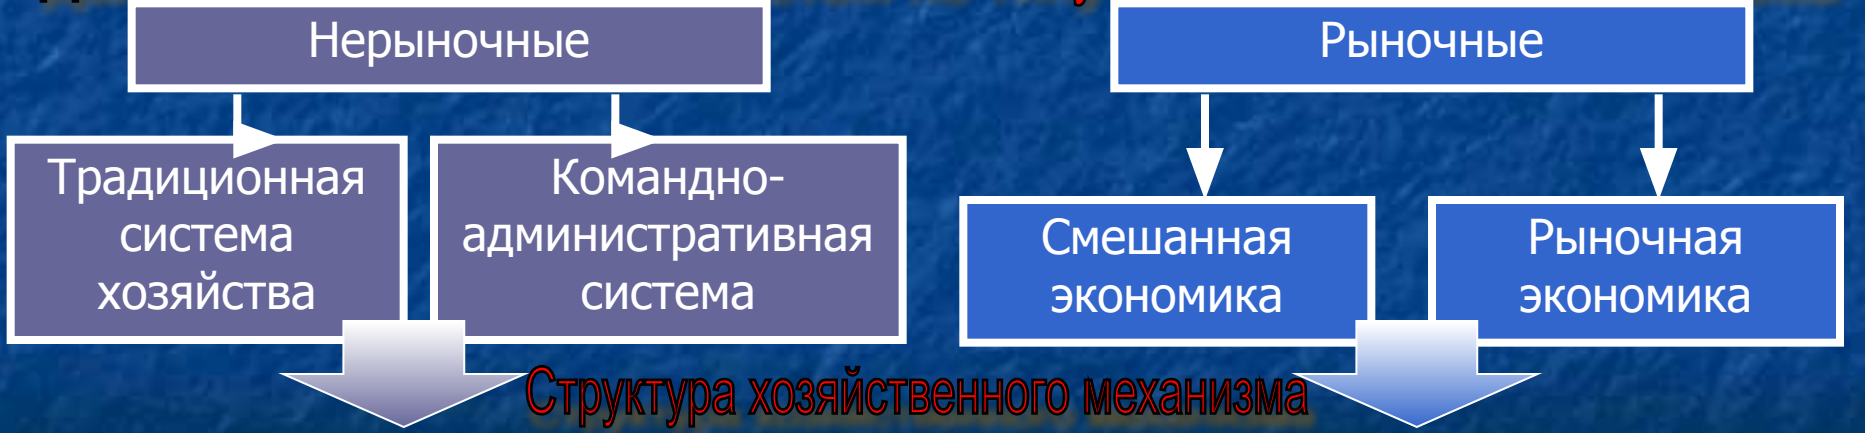 Нерыночные
Рыночные
Традиционная
система
хозяйства
Командно-
административная
система
Смешанная
экономика
Рыночная
экономика
Структура хозяйственного механизма